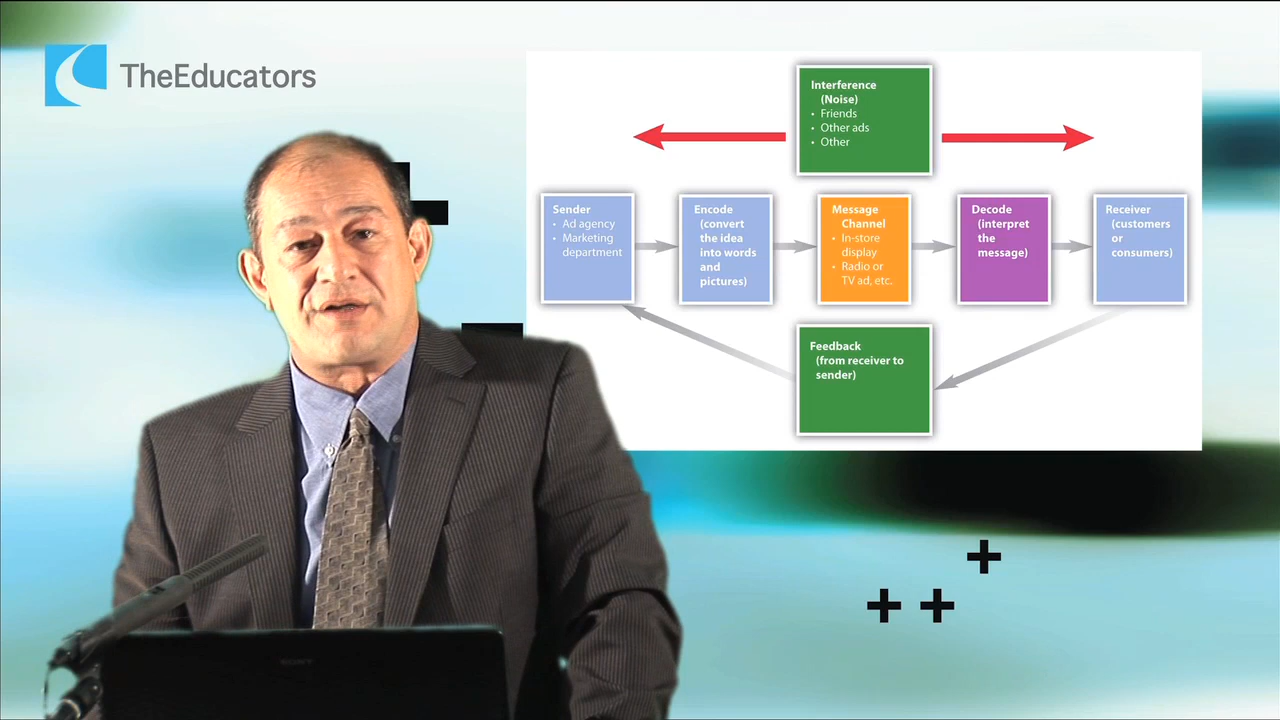 TheEducators
Interference
(Noise)
• Friends
• Other ads
• Other
Sender
• Ad agency
• Marketing
department
Encode
(convert
the idea
into words
and
pictures)
Message
Channel
• In-store
display
• Radio or
TV ad, etc.
Decode
(interpret
the
message)
Receiver
(customers
or
consumers)
Feedback
(from receiver to
sender)
SONY